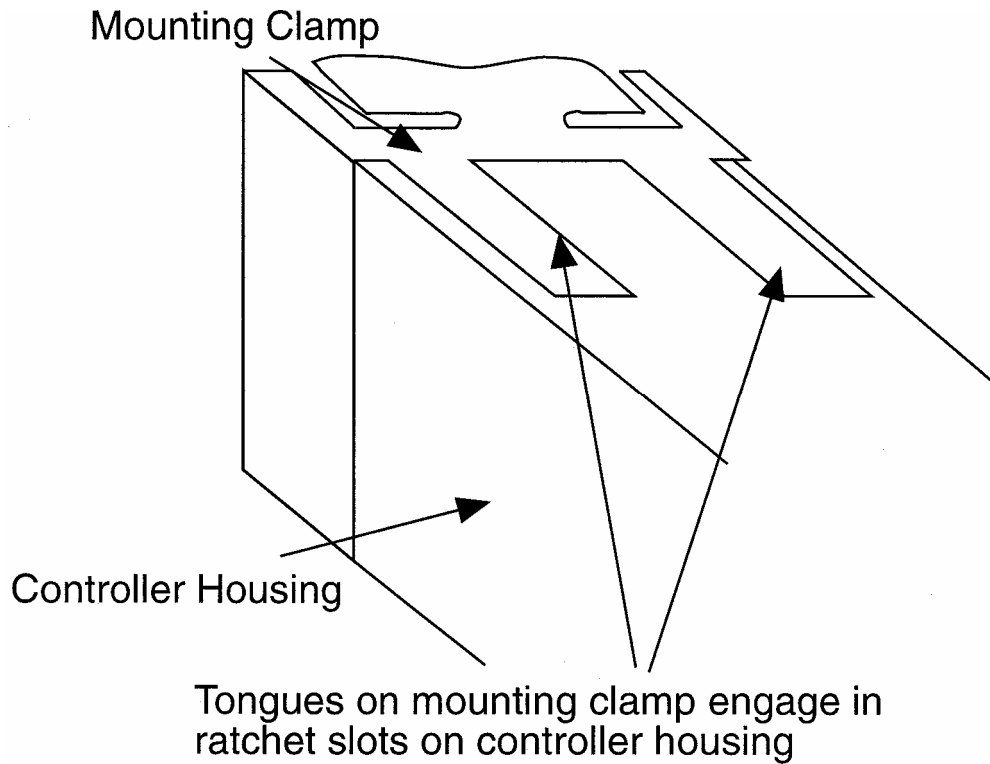 Mounting Clamp
Controller Housing
Tongues on mounting clamp engage in
ratchet slots on controller housing